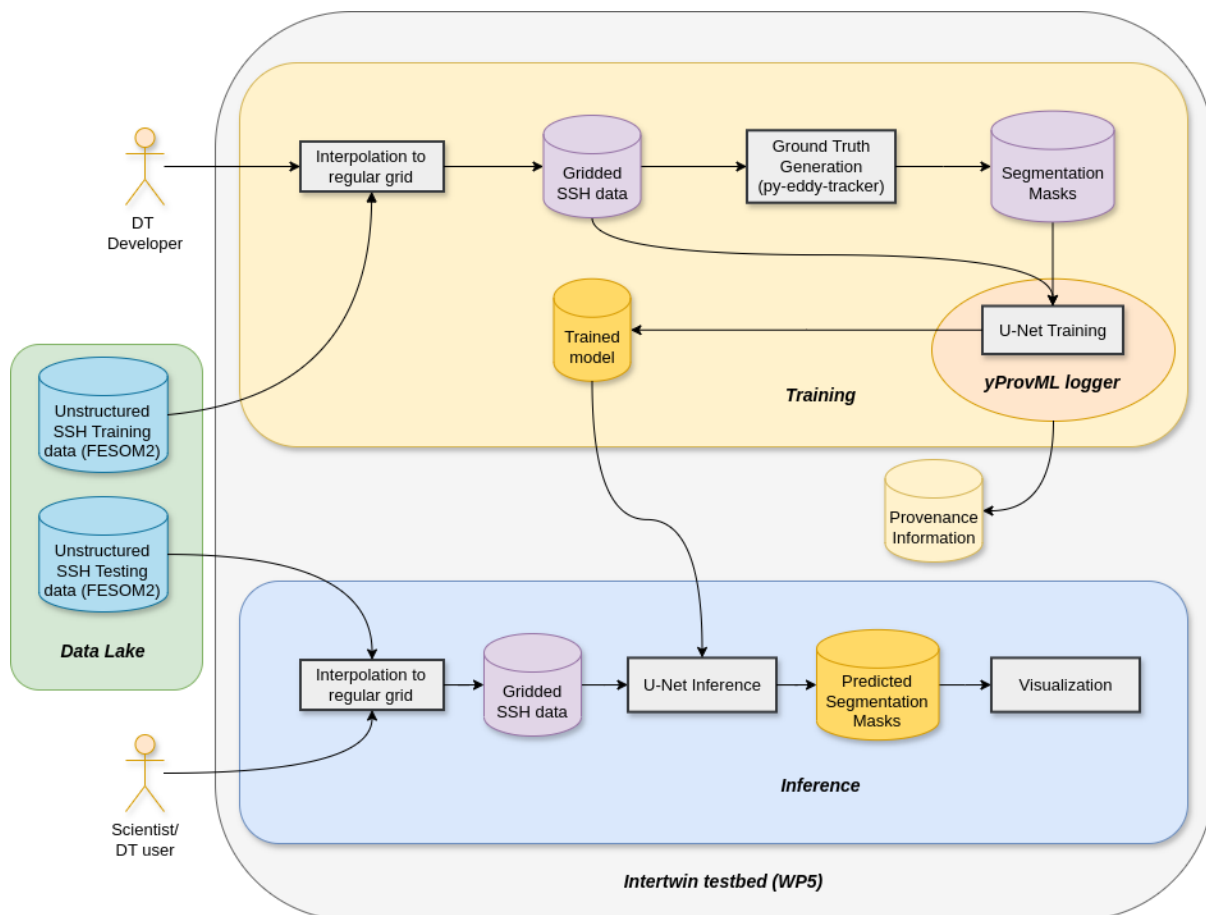 DT
Developer
Interpolation to
regular grid
Gridded
SSH data
Ground Truth
Generation
(py-eddy-tracker)
Segmentation
Masks
Trained
model
U-Net Training
yProvML logger
Training
Unstructured
SSH Training
data (FESOM2)
Unstructured
SSH Testing
data (FESOM2)
Data Lake
Provenance
Information
Interpolation to
regular grid
Gridded
SSH data
U-Net Inference
Predicted
Segmentation
Masks
Visualization
Inference
Scientist/
DT user
Intertwin testbed (WP5)